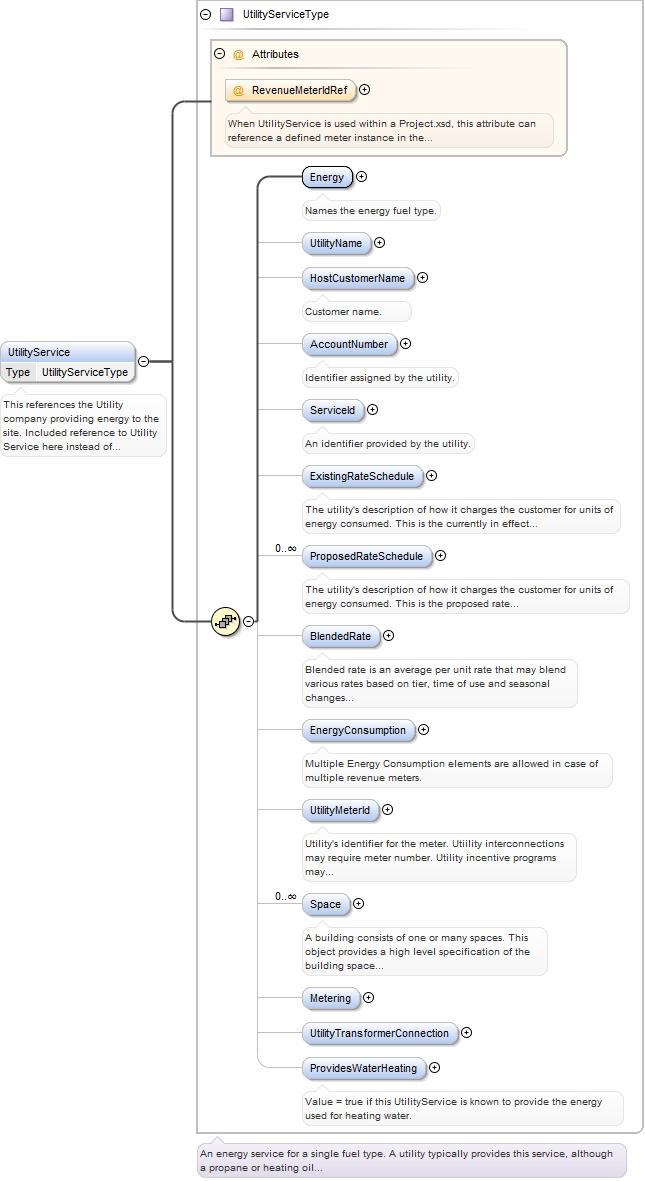 UtilityServiceType
@ Attributes
@ RevenueMeterIdRef
When UtilityService is used within a Project.xsd, this attribute can
reference a defined meter instance in the...
Energy
Names the energy fuel type.
UtilityName
HostCustomerName
Customer name.
UtilityService
Type UtilityServiceType
This references the Utility
company providing energy to the
site. Included reference to Utility
Service here instead of...
AccountNumber
Identifier assigned by the utility.
ServiceId
An identifier provided by the utility.
ExistingRateSchedule
The utility's description of how it charges the customer for units of
energy consumed. This is the currently in effect...
0..∞
ProposedRateSchedule
The utility's description of how it charges the customer for units of
energy consumed. This is the proposed rate...
BlendedRate
Blended rate is an average per unit rate that may blend
various rates based on tier, time of use and seasonal
changes...
EnergyConsumption
Multiple Energy Consumption elements are allowed in case of
multiple revenue meters.
UtilityMeterId
Utility's identifier for the meter. Utiility interconnections
may require meter number. Utility incentive programs
may...
0..∞
Space
A building consists of one or many spaces. This
object provides a high level specification of the
building space...
Metering
UtilityTransformerConnection
ProvidesWaterHeating
Value = true if this UtilityService is known to provide the energy
used for heating water.
An energy service for a single fuel type. A utility typically provides this service, although
a propane or heating oil...